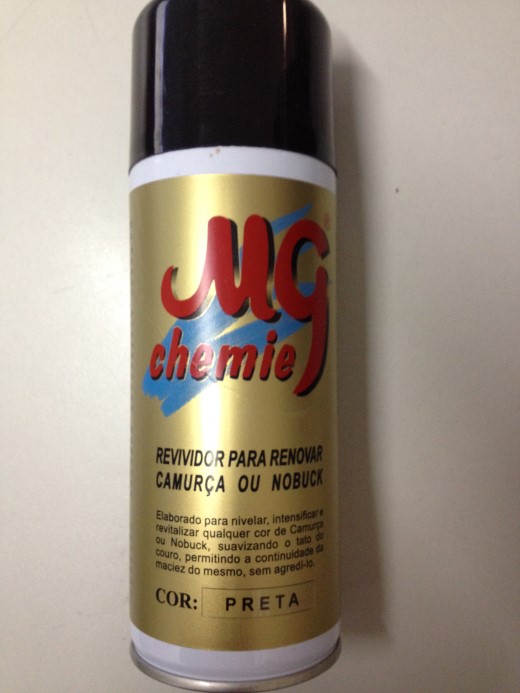 MG®
chemie
REVIVIDOR PARA RENOVAR
CAMURÇA OU NOBUCK
Elaborado para nivelar, intensificar e
revitalizar qualquer cor de Camurça
ou Nobuck, suavizando o tato do
couro, permitindo a continuidade da
maciez do mesmo, sem agredí-lo.
COR: PRETA